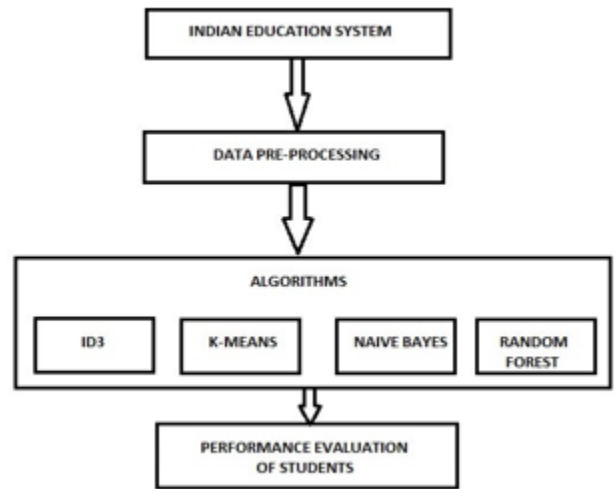 INDIAN EDUCATION SYSTEM
DATA PRE-PROCESSING
ALGORITHMS
ID3
K-MEANS
NAIVE BAYES
RANDOM
FOREST
PERFORMANCE EVALUATION
OF STUDENTS